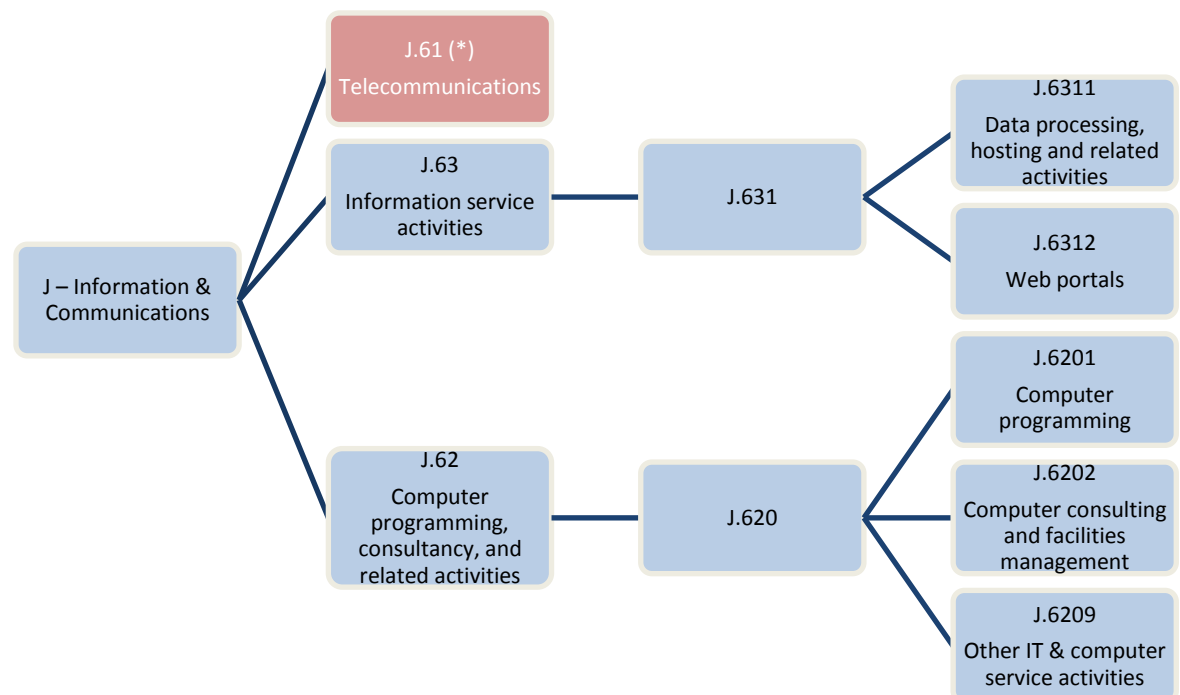 J.61 (*)
Telecommunications
J.6311
Data processing,
hosting and related
activities
J.63
Information service
activities
J.631
J.6312
Web portals
J – Information &
Communications
J.6201
Computer
programming
J.62
Computer
programming,
consultancy, and
related activities
J.620
J.6202
Computer consulting
and facilities
management
J.6209
Other IT & computer
service activities